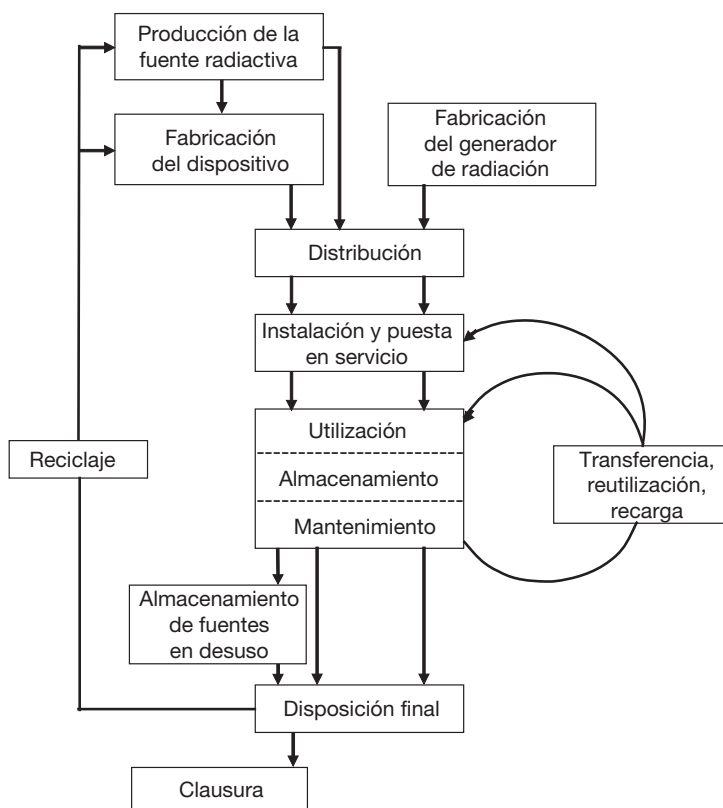 Producción de la
fuente radiactiva
Fabricación
del dispositivo
Fabricación
del generador
de radiación
Distribución
Instalación y puesta
en servicio
Utilización
Almacenamiento
Mantenimiento
Reciclaje
Transferencia,
reutilización,
recarga
Almacenamiento
de fuentes
en desuso
Disposición final
Clausura